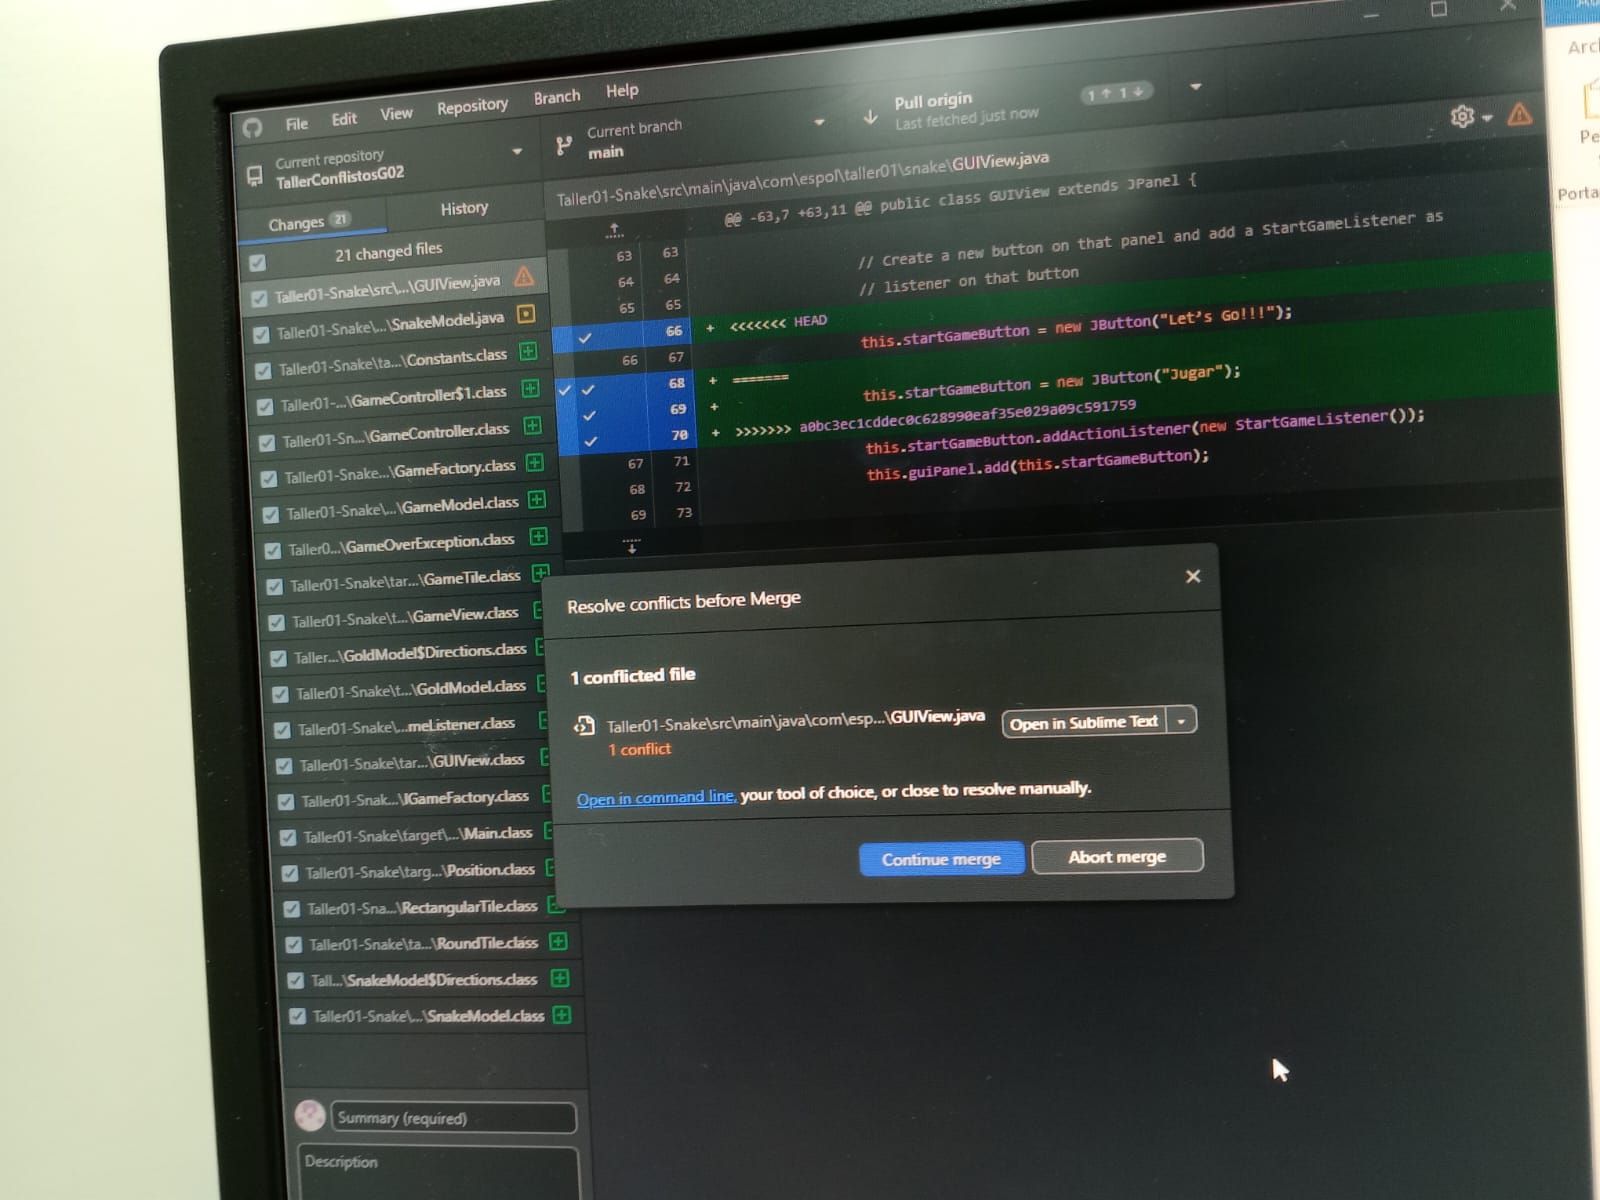 File Edit View Repository Branch Help
Current repository
TallerConflistosG02
Current branch
main
Pull origin
Last fetched just now
1 ↑ 1 ↓
Changes 21
History
21 changed files
Taller01-Snake\src\...\GUIView.java
Taller01-Snake\...\SnakeModel.java
Taller01-Snake\ta...\Constants.class
Taller01-...\GameController$1.class
Taller01-Sn...\GameController.class
Taller01-Snake...\GameFactory.class
Taller01-Snake\...\GameModel.class
Taller0...\GameOverException.class
Taller01-Snake\tar...\GameTile.class
Taller01-Snake\t...\GameView.class
Taller...\GoldModel$Directions.class
Taller01-Snake\t...\GoldModel.class
Taller01-Snake\...meListener.class
Taller01-Snake\tar...\GUIView.class
Taller01-Snak...\IGameFactory.class
Taller01-Snake\target\...\Main.class
Taller01-Snake\targ...\Position.class
Taller01-Sna...\RectangularTile.class
Taller01-Snake\ta...\RoundTile.class
Tall...\SnakeModel$Directions.class
Taller01-Snake\...\SnakeModel.class
Summary (required)
Description
Taller01-Snake\src\main\java\com\espol\taller01\snake\GUIView.java
@@ -63,7 +63,11 @@ public class GUIView extends JPanel {
63 63
64 64 // Create a new button on that panel and add a StartGameListener as
65 65 // listener on that button
66 + <<<<<<< HEAD
66 67 this.startGameButton = new JButton("Let's Go!!!");
68 + =======
69 + this.startGameButton = new JButton("Jugar");
70 + >>>>>>> a0bc3ec1cddec0c628990eaf35e029a09c591759
67 71 this.startGameButton.addActionListener(new StartGameListener());
68 72 this.guiPanel.add(this.startGameButton);
69 73
Resolve conflicts before Merge
1 conflicted file
Taller01-Snake\src\main\java\com\esp...\GUIView.java
Open in Sublime Text
1 conflict
Open in command line, your tool of choice, or close to resolve manually.
Continue merge
Abort merge